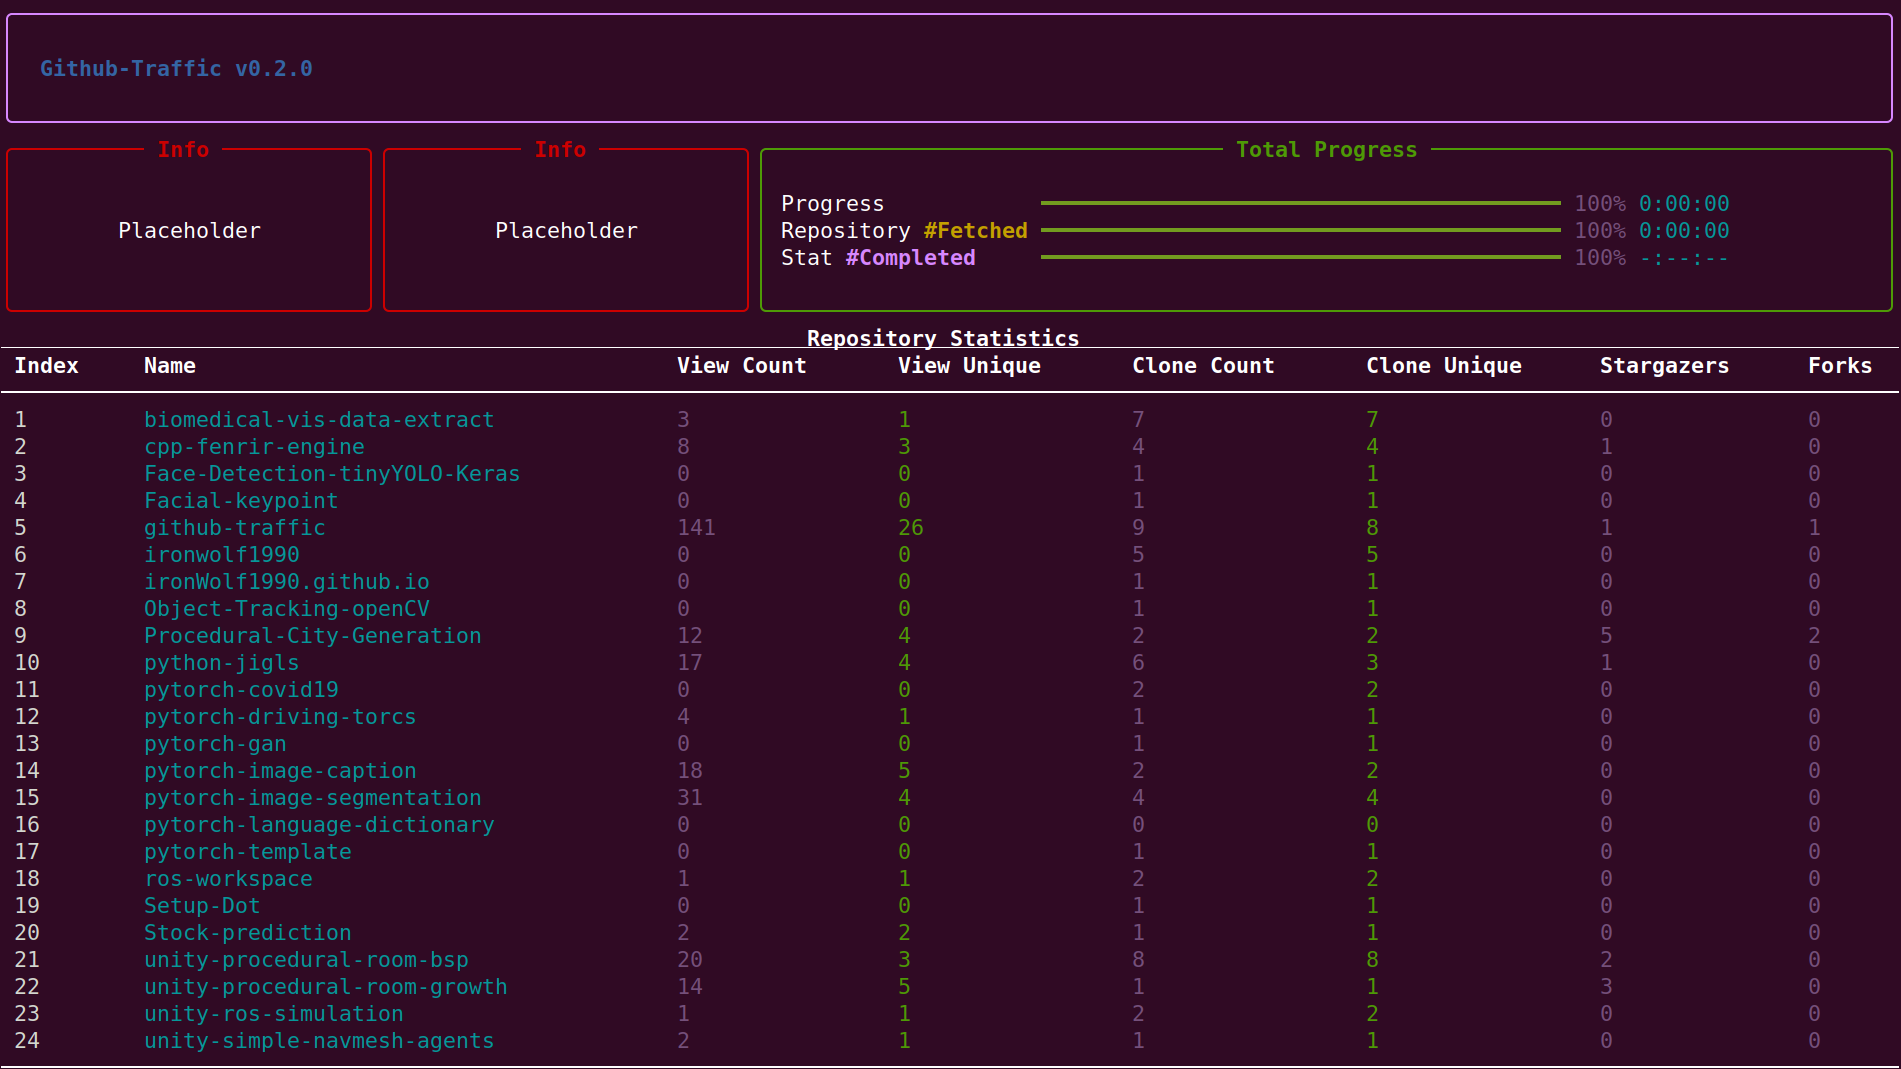 Github-Traffic v0.2.0
Info Info Total Progress
Progress 100% 0:00:00
Placeholder Placeholder Repository #Fetched 100% 0:00:00
Stat #Completed 100% -:--:--
Repository Statistics
Index Name View Count View Unique Clone Count Clone Unique Stargazers Forks
1 biomedical-vis-data-extract 3 1 7 7 0 0
2 cpp-fenrir-engine 8 3 4 4 1 0
3 Face-Detection-tinyYOLO-Keras 0 0 1 1 0 0
4 Facial-keypoint 0 0 1 1 0 0
5 github-traffic 141 26 9 8 1 1
6 ironwolf1990 0 0 5 5 0 0
7 ironWolf1990.github.io 0 0 1 1 0 0
8 Object-Tracking-openCV 0 0 1 1 0 0
9 Procedural-City-Generation 12 4 2 2 5 2
10 python-jigls 17 4 6 3 1 0
11 pytorch-covid19 0 0 2 2 0 0
12 pytorch-driving-torcs 4 1 1 1 0 0
13 pytorch-gan 0 0 1 1 0 0
14 pytorch-image-caption 18 5 2 2 0 0
15 pytorch-image-segmentation 31 4 4 4 0 0
16 pytorch-language-dictionary 0 0 0 0 0 0
17 pytorch-template 0 0 1 1 0 0
18 ros-workspace 1 1 2 2 0 0
19 Setup-Dot 0 0 1 1 0 0
20 Stock-prediction 2 2 1 1 0 0
21 unity-procedural-room-bsp 20 3 8 8 2 0
22 unity-procedural-room-growth 14 5 1 1 3 0
23 unity-ros-simulation 1 1 2 2 0 0
24 unity-simple-navmesh-agents 2 1 1 1 0 0